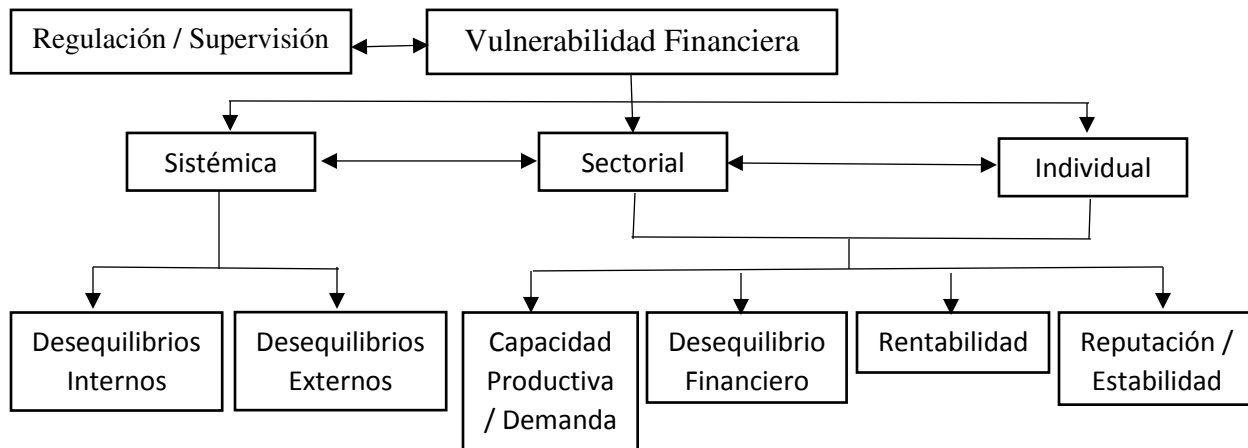 Regulación / Supervisión
Vulnerabilidad Financiera
Sistémica
Sectorial
Individual
Desequilibrios
Internos
Desequilibrios
Externos
Capacidad
Productiva
/ Demanda
Desequilibrio
Financiero
Rentabilidad
Reputación /
Estabilidad